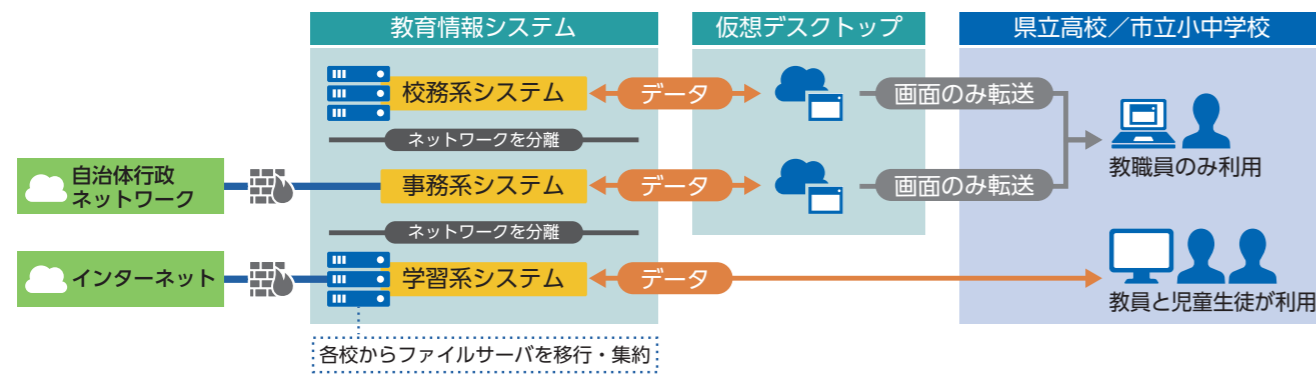 教育情報システム
仮想デスクトップ
県立高校／市立小中学校
校務系システム
データ
画面のみ転送
ネットワークを分離
教職員のみ利用
自治体行政
ネットワーク
事務系システム
データ
画面のみ転送
ネットワークを分離
インターネット
学習系システム
データ
教員と児童生徒が利用
各校からファイルサーバを移行・集約